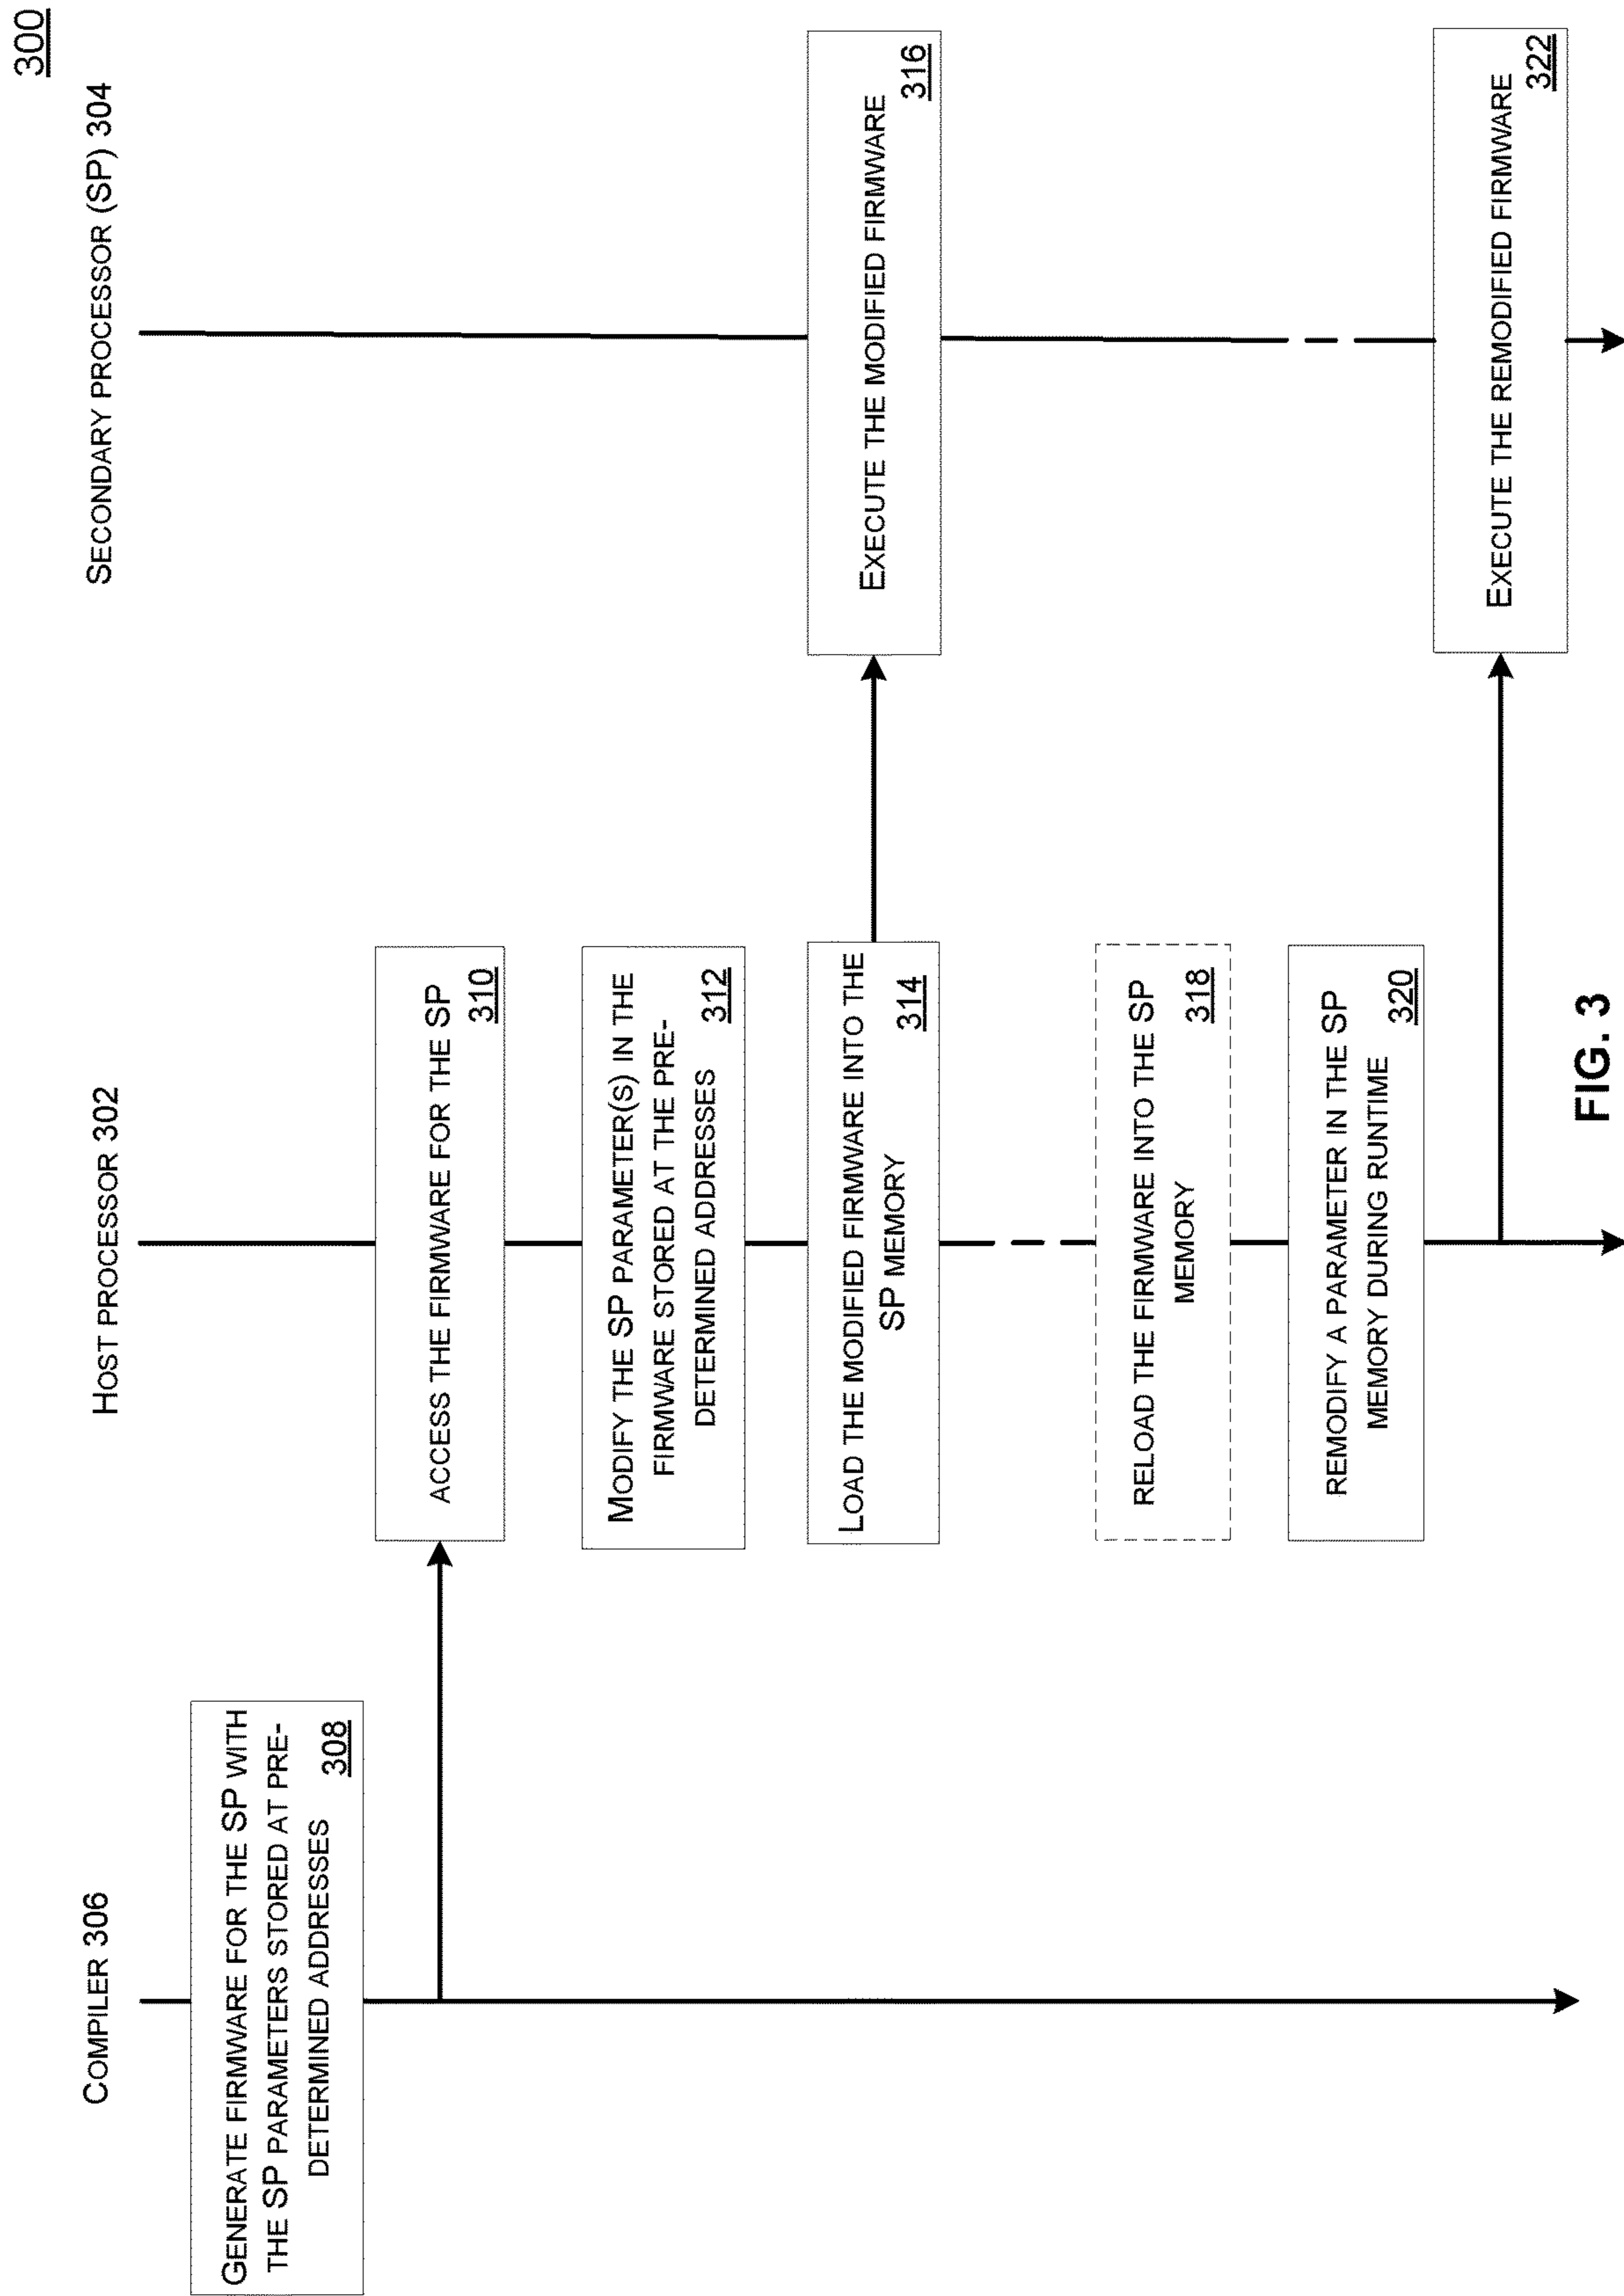 300
COMPILER 306
HOST PROCESSOR 302
SECONDARY PROCESSOR (SP) 304
GENERATE FIRMWARE FOR THE SP WITH
THE SP PARAMETERS STORED AT PRE-
DETERMINED ADDRESSES
308
ACCESS THE FIRMWARE FOR THE SP
310
MODIFY THE SP PARAMETER(S) IN THE
FIRMWARE STORED AT THE PRE-
DETERMINED ADDRESSES
312
LOAD THE MODIFIED FIRMWARE INTO THE
SP MEMORY
314
EXECUTE THE MODIFIED FIRMWARE
316
RELOAD THE FIRMWARE INTO THE SP
MEMORY
318
REMODIFY A PARAMETER IN THE SP
MEMORY DURING RUNTIME
320
EXECUTE THE REMODIFIED FIRMWARE
322
FIG. 3